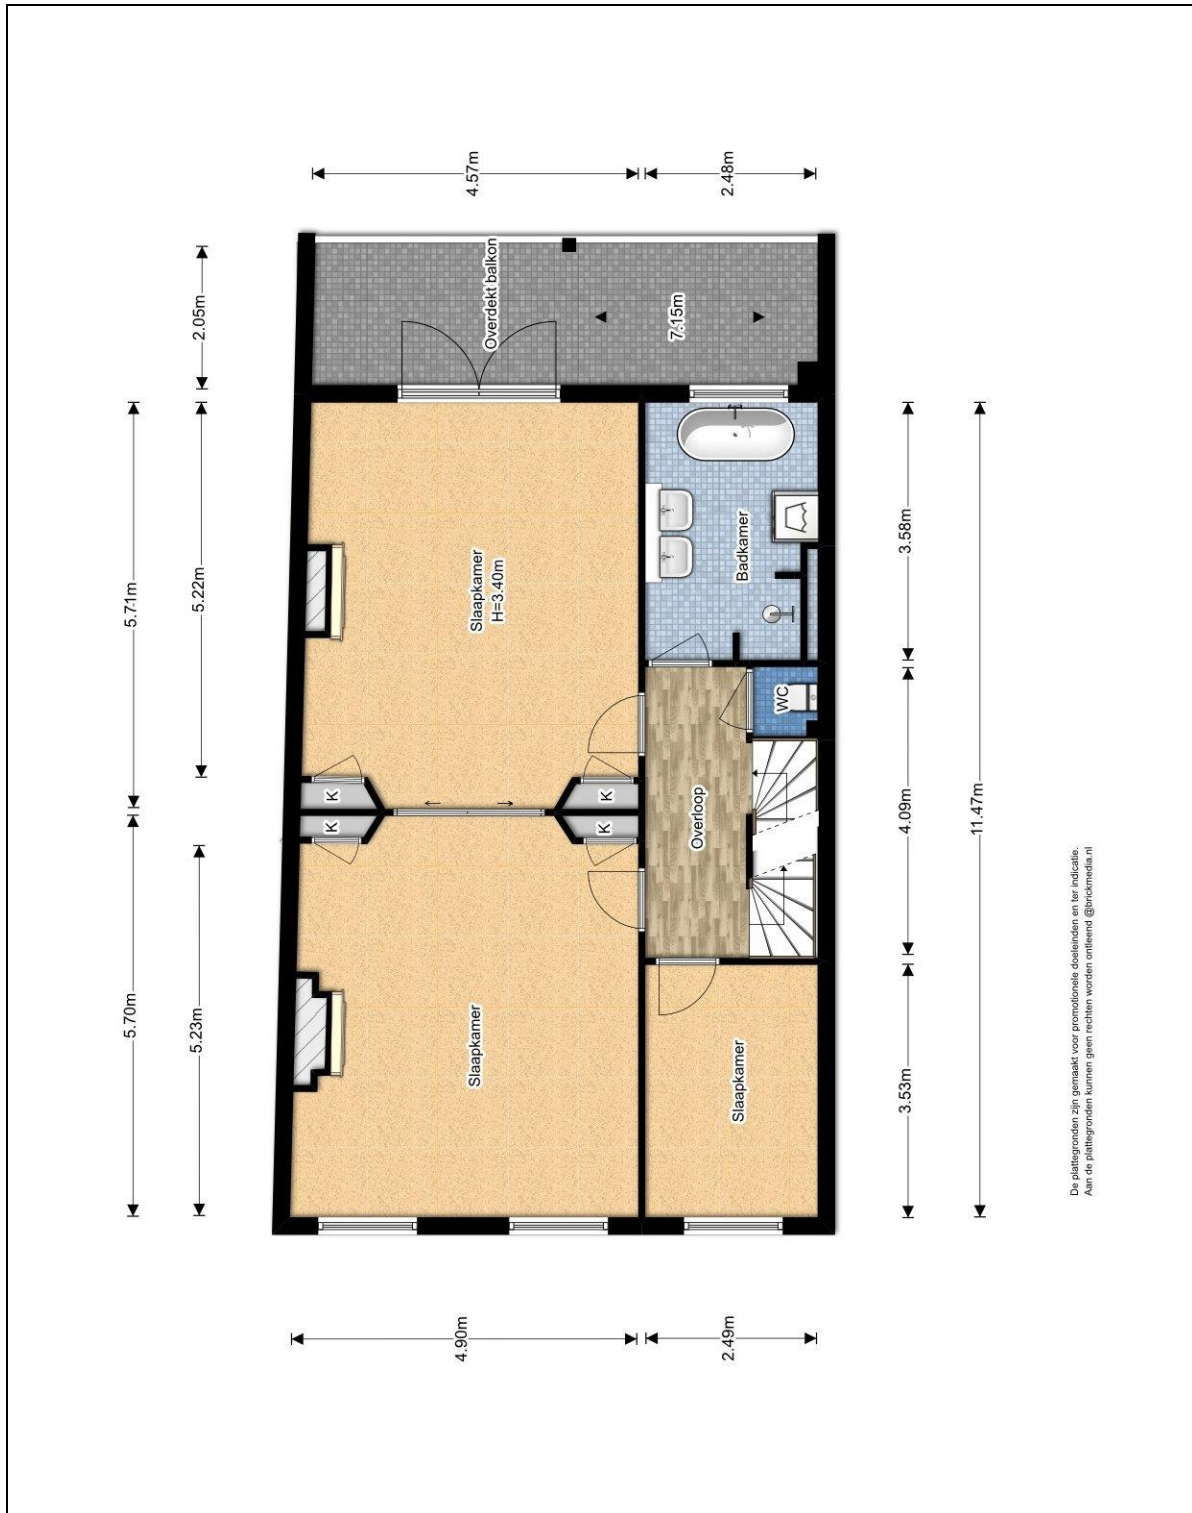 4.57m
2.48m
Overdekt balkon
2.05m
7.15m
5.71m
5.22m
Slaapkamer
H=3.40m
Badkamer
3.58m
WC
K
K
K
K
Overloop
4.09m
11.47m
5.70m
5.23m
Slaapkamer
Slaapkamer
3.53m
4.90m
2.49m
De plattegronden zijn gemaakt voor promotionele doeleinden en ter indicatie.
Aan de plattegronden kunnen geen rechten worden ontleend @brickmedia.nl